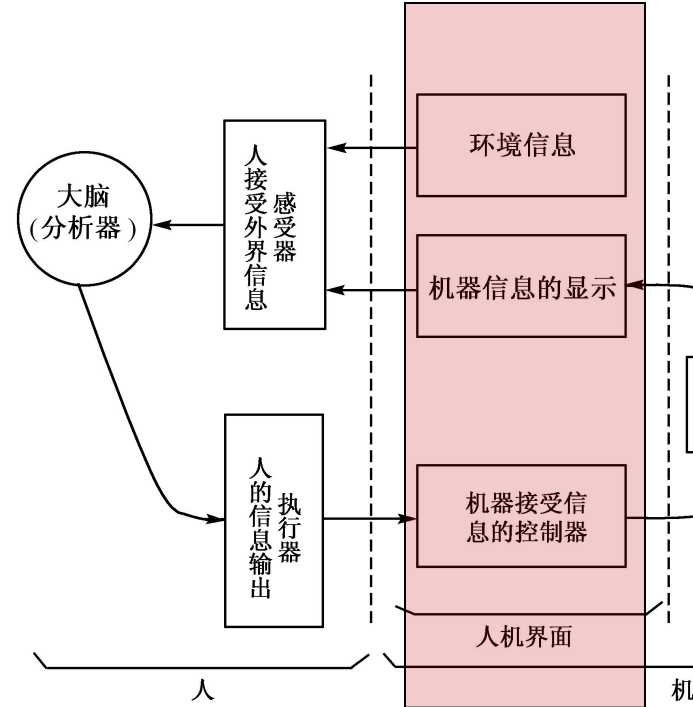 大脑
(分析器)
感受器
人接受外界信息
环境信息
机器信息的显示
执行器
人的信息输出
机器接受信
息的控制器
人机界面
人
机